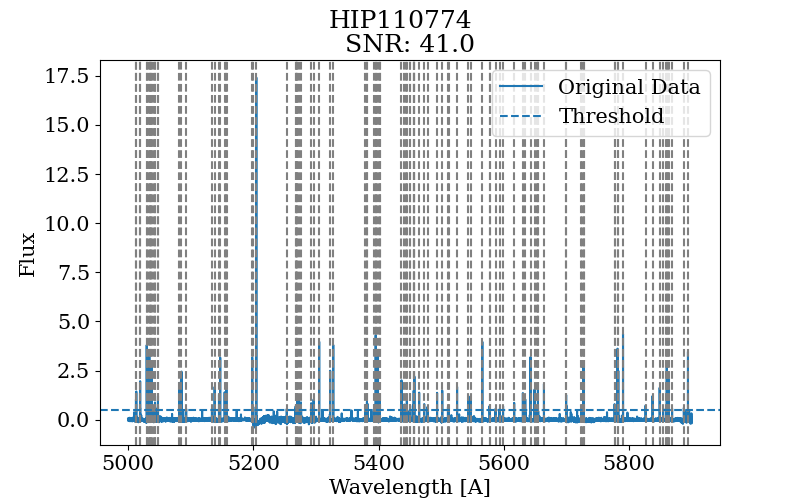 HIP110774
SNR: 41.0
Original Data
Threshold
17.5
15.0
12.5
10.0
7.5
5.0
2.5
0.0
Flux
5000 5200 5400 5600 5800
Wavelength [A]